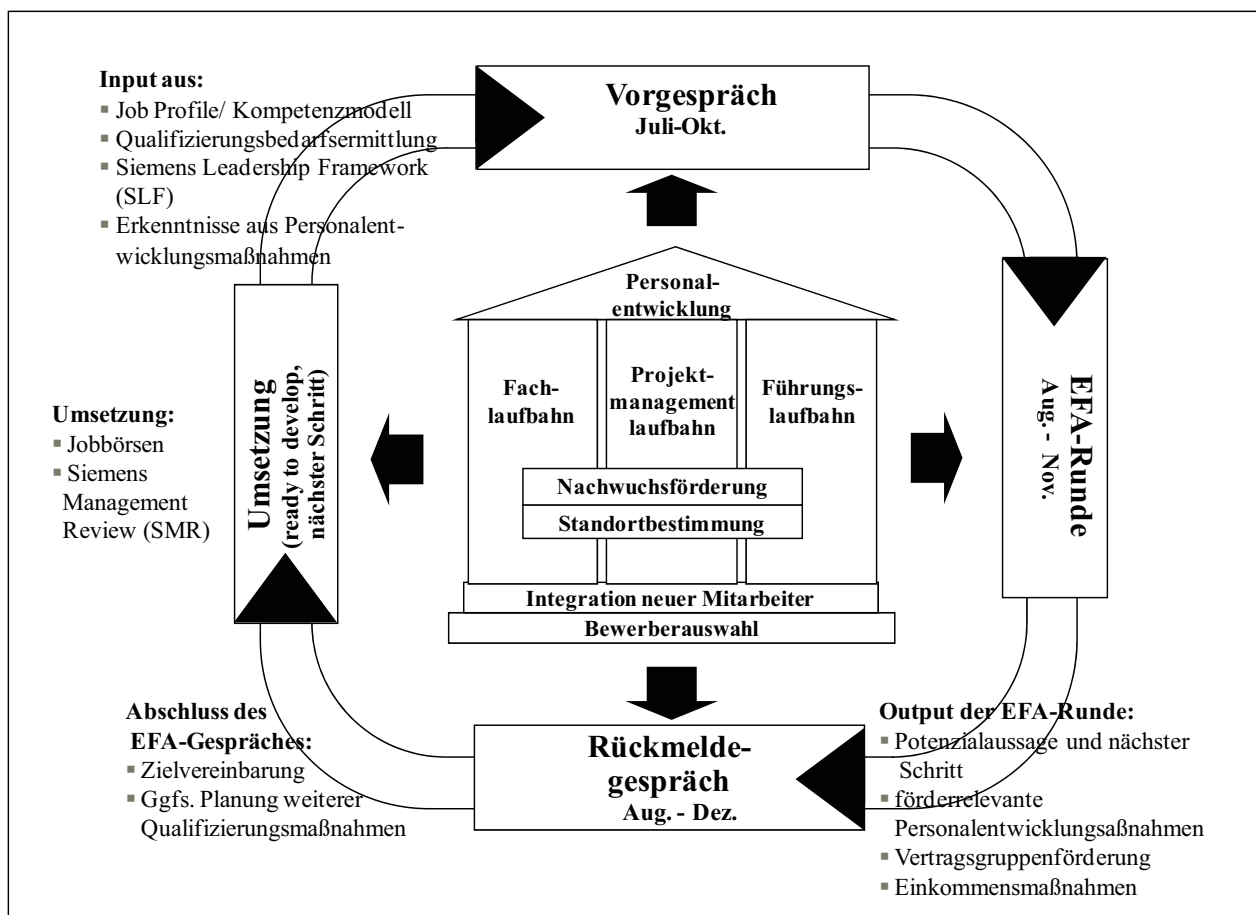 Input aus:
▪ Job Profile/ Kompetenzmodell
▪ Qualifizierungsbedarfsermittlung
▪ Siemens Leadership Framework
(SLF)
▪ Erkenntnisse aus Personalent-
wicklungsmaßnahmen
Vorgespräch
Juli-Okt.
EFA-Runde
Aug. - Nov.
Personal-
entwicklung
Fach-
laufbahn
Projekt-
management
laufbahn
Führungs-
laufbahn
Nachwuchsförderung
Standortbestimmung
Integration neuer Mitarbeiter
Bewerberauswahl
Umsetzung
(ready to develop,
nächster Schritt)
Umsetzung:
▪ Jobbörsen
▪ Siemens
Management
Review (SMR)
Abschluss des
EFA-Gespräches:
▪ Zielvereinbarung
▪ Ggfs. Planung weiterer
Qualifizierungsmaßnahmen
Rückmelde-
gespräch
Aug. - Dez.
Output der EFA-Runde:
▪ Potenzialaussage und nächster
Schritt
▪ förderrelevante
Personalentwicklungsaßnahmen
▪ Vertragsgruppenförderung
▪ Einkommensmaßnahmen